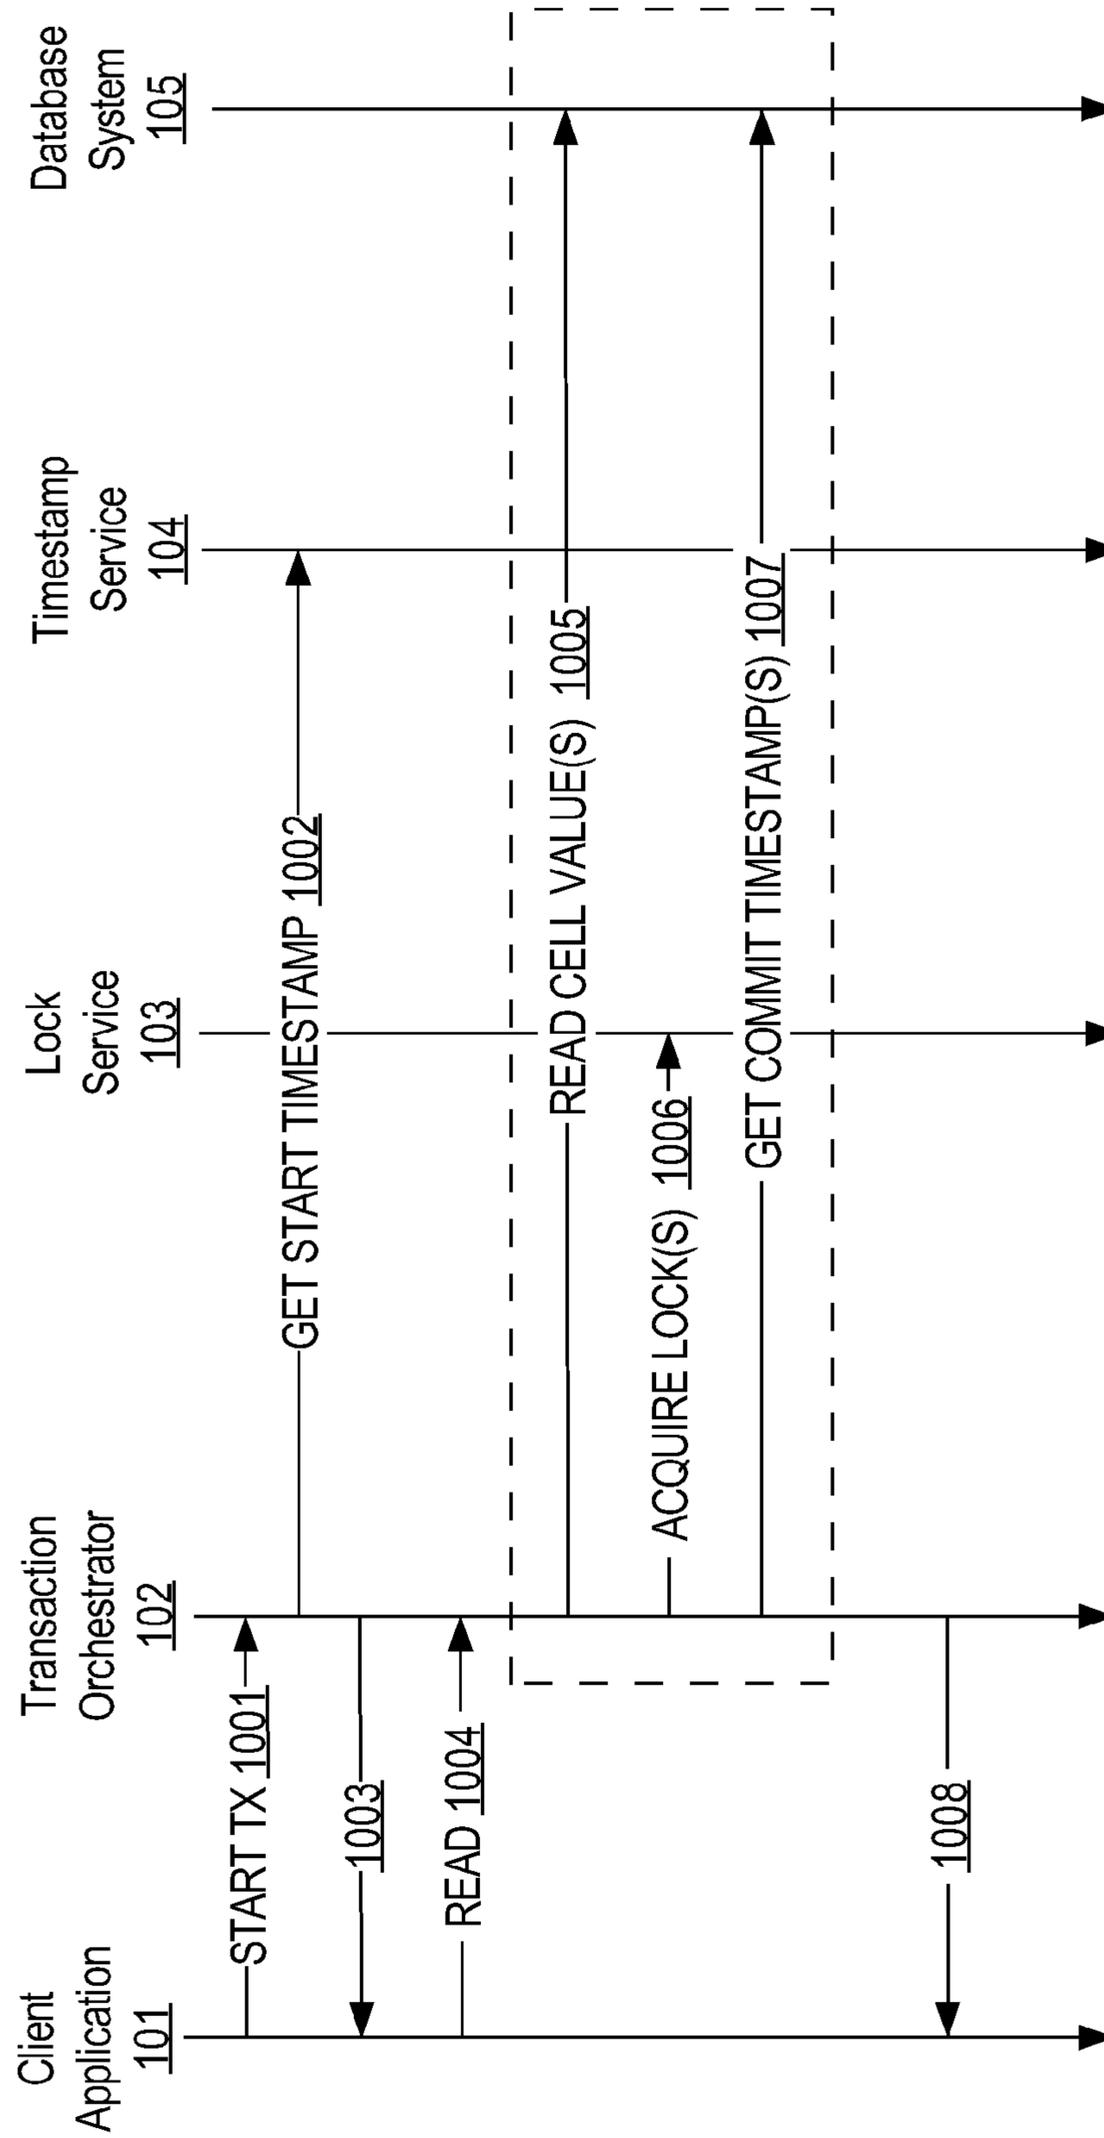 Client
Application
101
Transaction
Orchestrator
102
Lock
Service
103
Timestamp
Service
104
Database
System
105
START TX 1001
GET START TIMESTAMP 1002
1003
READ 1004
READ CELL VALUE(S) 1005
ACQUIRE LOCK(S) 1006
GET COMMIT TIMESTAMP(S) 1007
1008